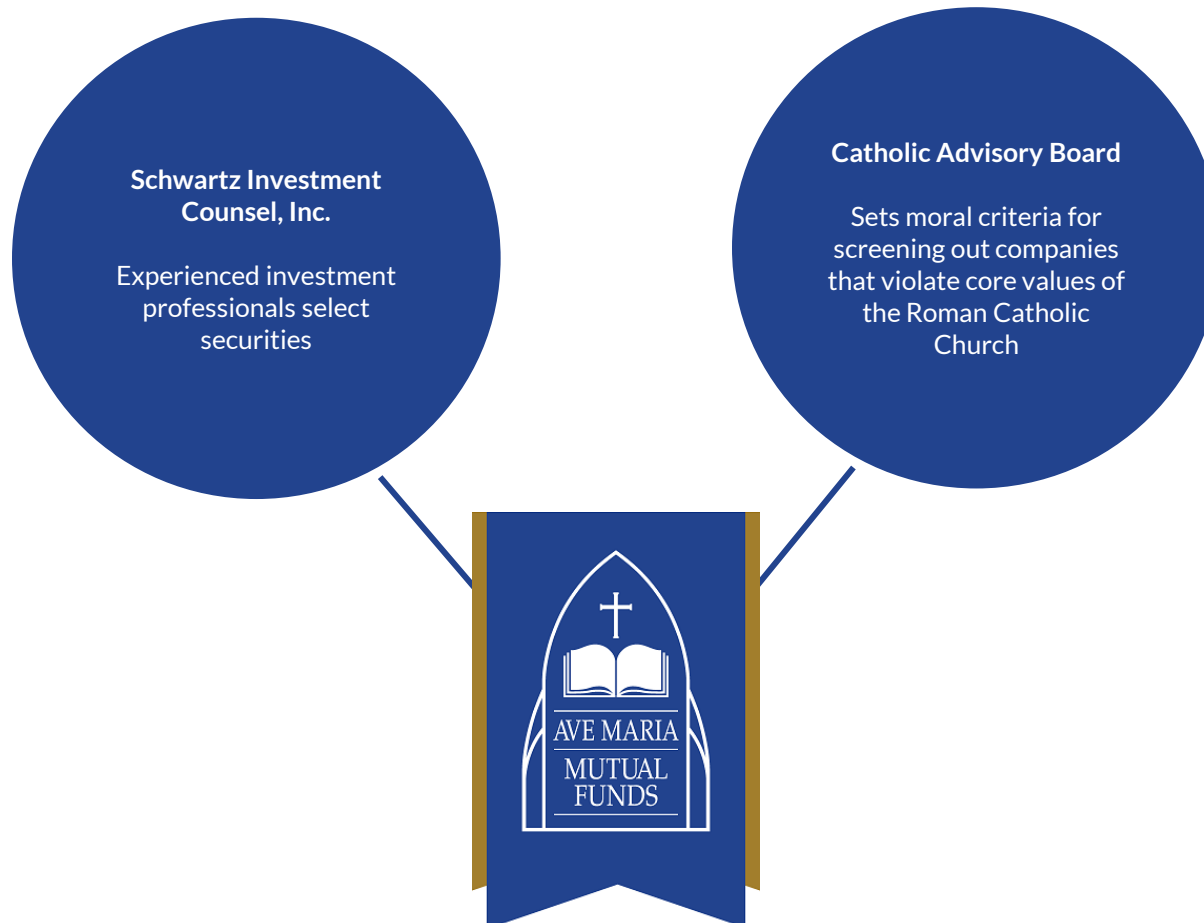 Schwartz Investment
Counsel, Inc.
Experienced investment
professionals select
securities
Catholic Advisory Board
Sets moral criteria for
screening out companies
that violate core values of
the Roman Catholic
Church
AVE MARIA
MUTUAL
FUNDS